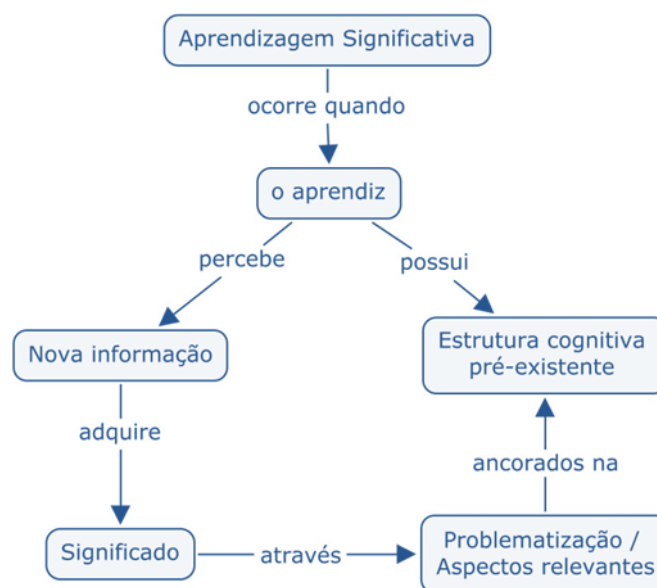 Aprendizagem Significativa
ocorre quando
o aprendiz
percebe
possui
Nova informação
Estrutura cognitiva
pré-existente
adquire
ancorados na
Significado
através
Problematização /
Aspectos relevantes